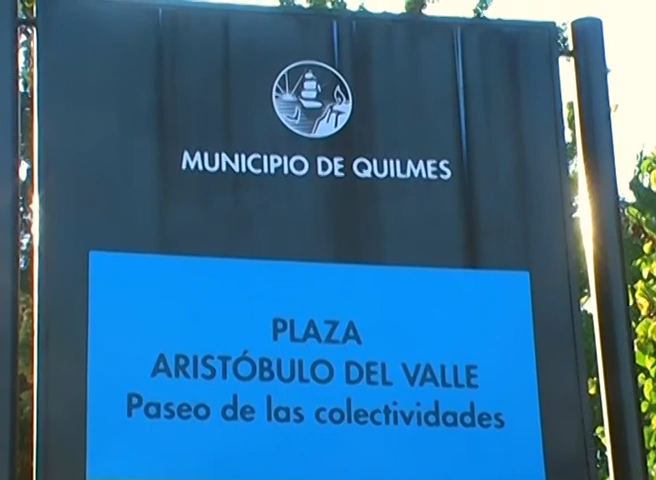 MUNICIPIO DE QUILMES
PLAZA
ARISTÓBULO DEL VALLE
Paseo de las colectividades